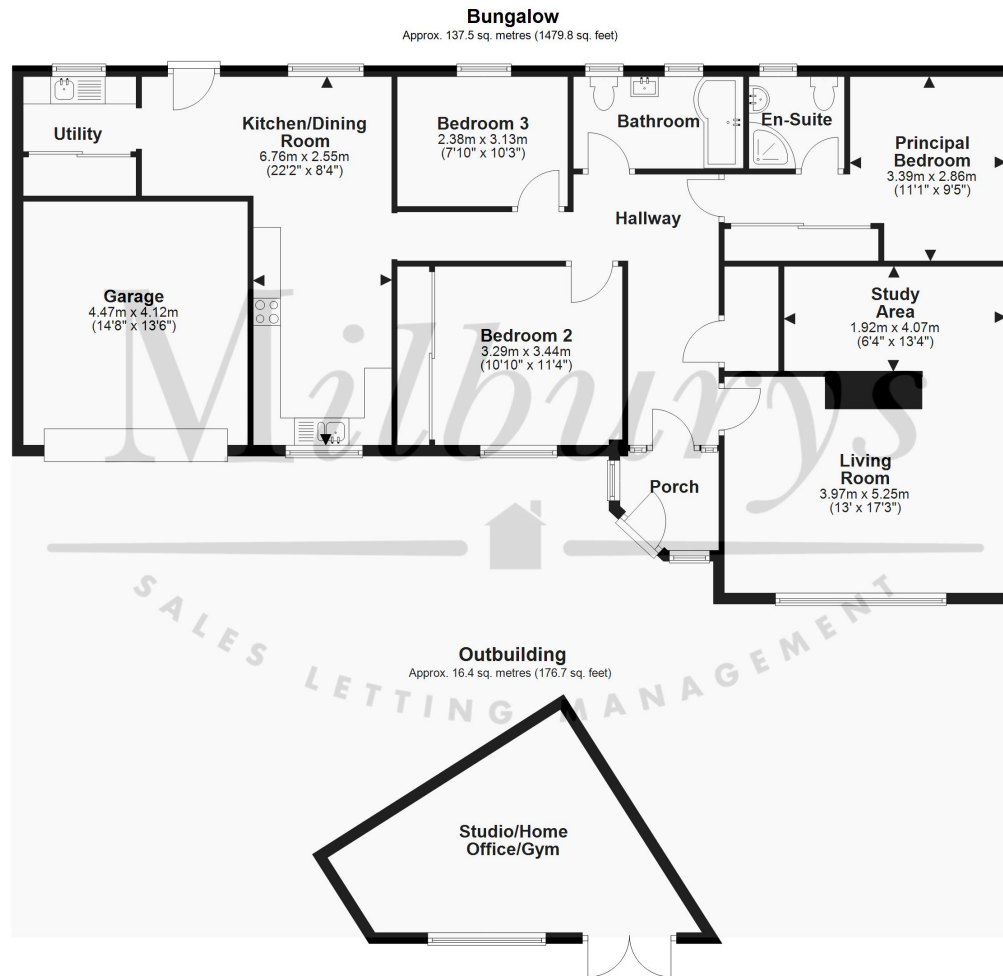 Bungalow
Approx. 137.5 sq. metres (1479.8 sq. feet)
Utility
Kitchen/Dining
Room
6.76m x 2.55m
(22'2" x 8'4")
Bedroom 3
2.38m x 3.13m
(7'10" x 10'3")
Bathroom
En-Suite
Principal
Bedroom
3.39m x 2.86m
(11'1" x 9'5")
Hallway
Garage
4.47m x 4.12m
(14'8" x 13'6")
Bedroom 2
3.29m x 3.44m
(10'10" x 11'4")
Study
Area
1.92m x 4.07m
(6'4" x 13'4")
Milburys
Living
Room
3.97m x 5.25m
(13' x 17'3")
Porch
SALES LETTING MANAGEMENT
Outbuilding
Approx. 16.4 sq. metres (176.7 sq. feet)
Studio/Home
Office/Gym